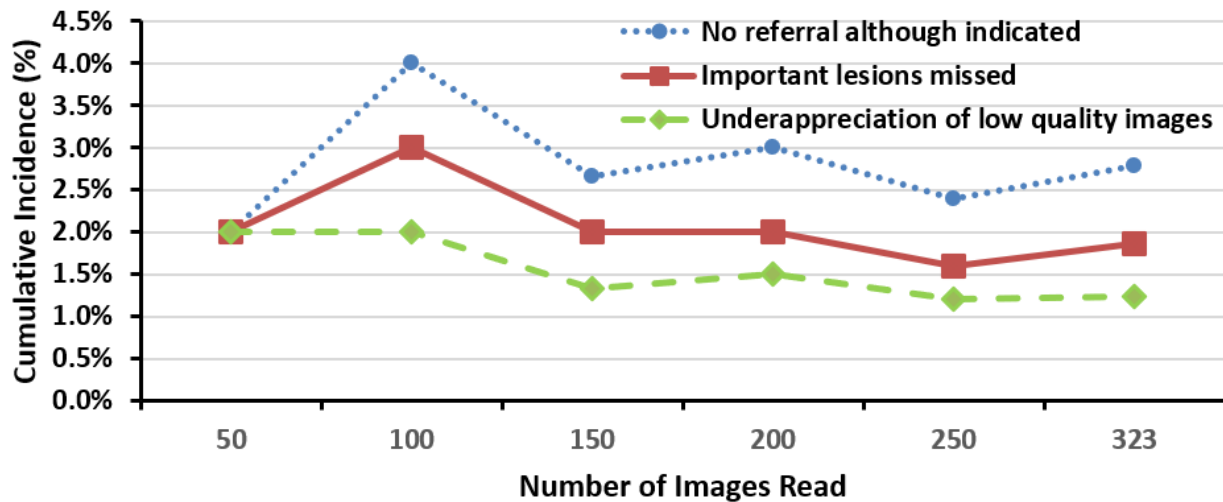 4.5%
4.0%
3.5%
3.0%
2.5%
2.0%
1.5%
1.0%
0.5%
0.0%
Cumulative Incidence (%)
No referral although indicated
Important lesions missed
Underappreciation of low quality images
50 100 150 200 250 323
Number of Images Read